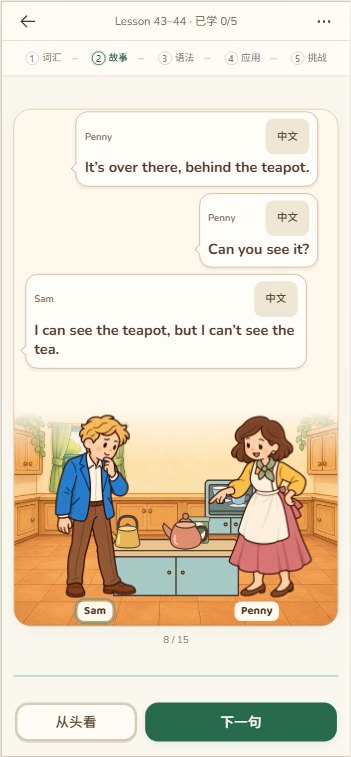 Lesson 43–44 · 已学 0/5
1 词汇 – 2 故事 – 3 语法 – 4 应用 – 5 挑战
Penny 中文
It's over there, behind the teapot.
Penny 中文
Can you see it?
Sam 中文
I can see the teapot, but I can't see the
tea.
Sam Penny
8 / 15
从头看 下一句